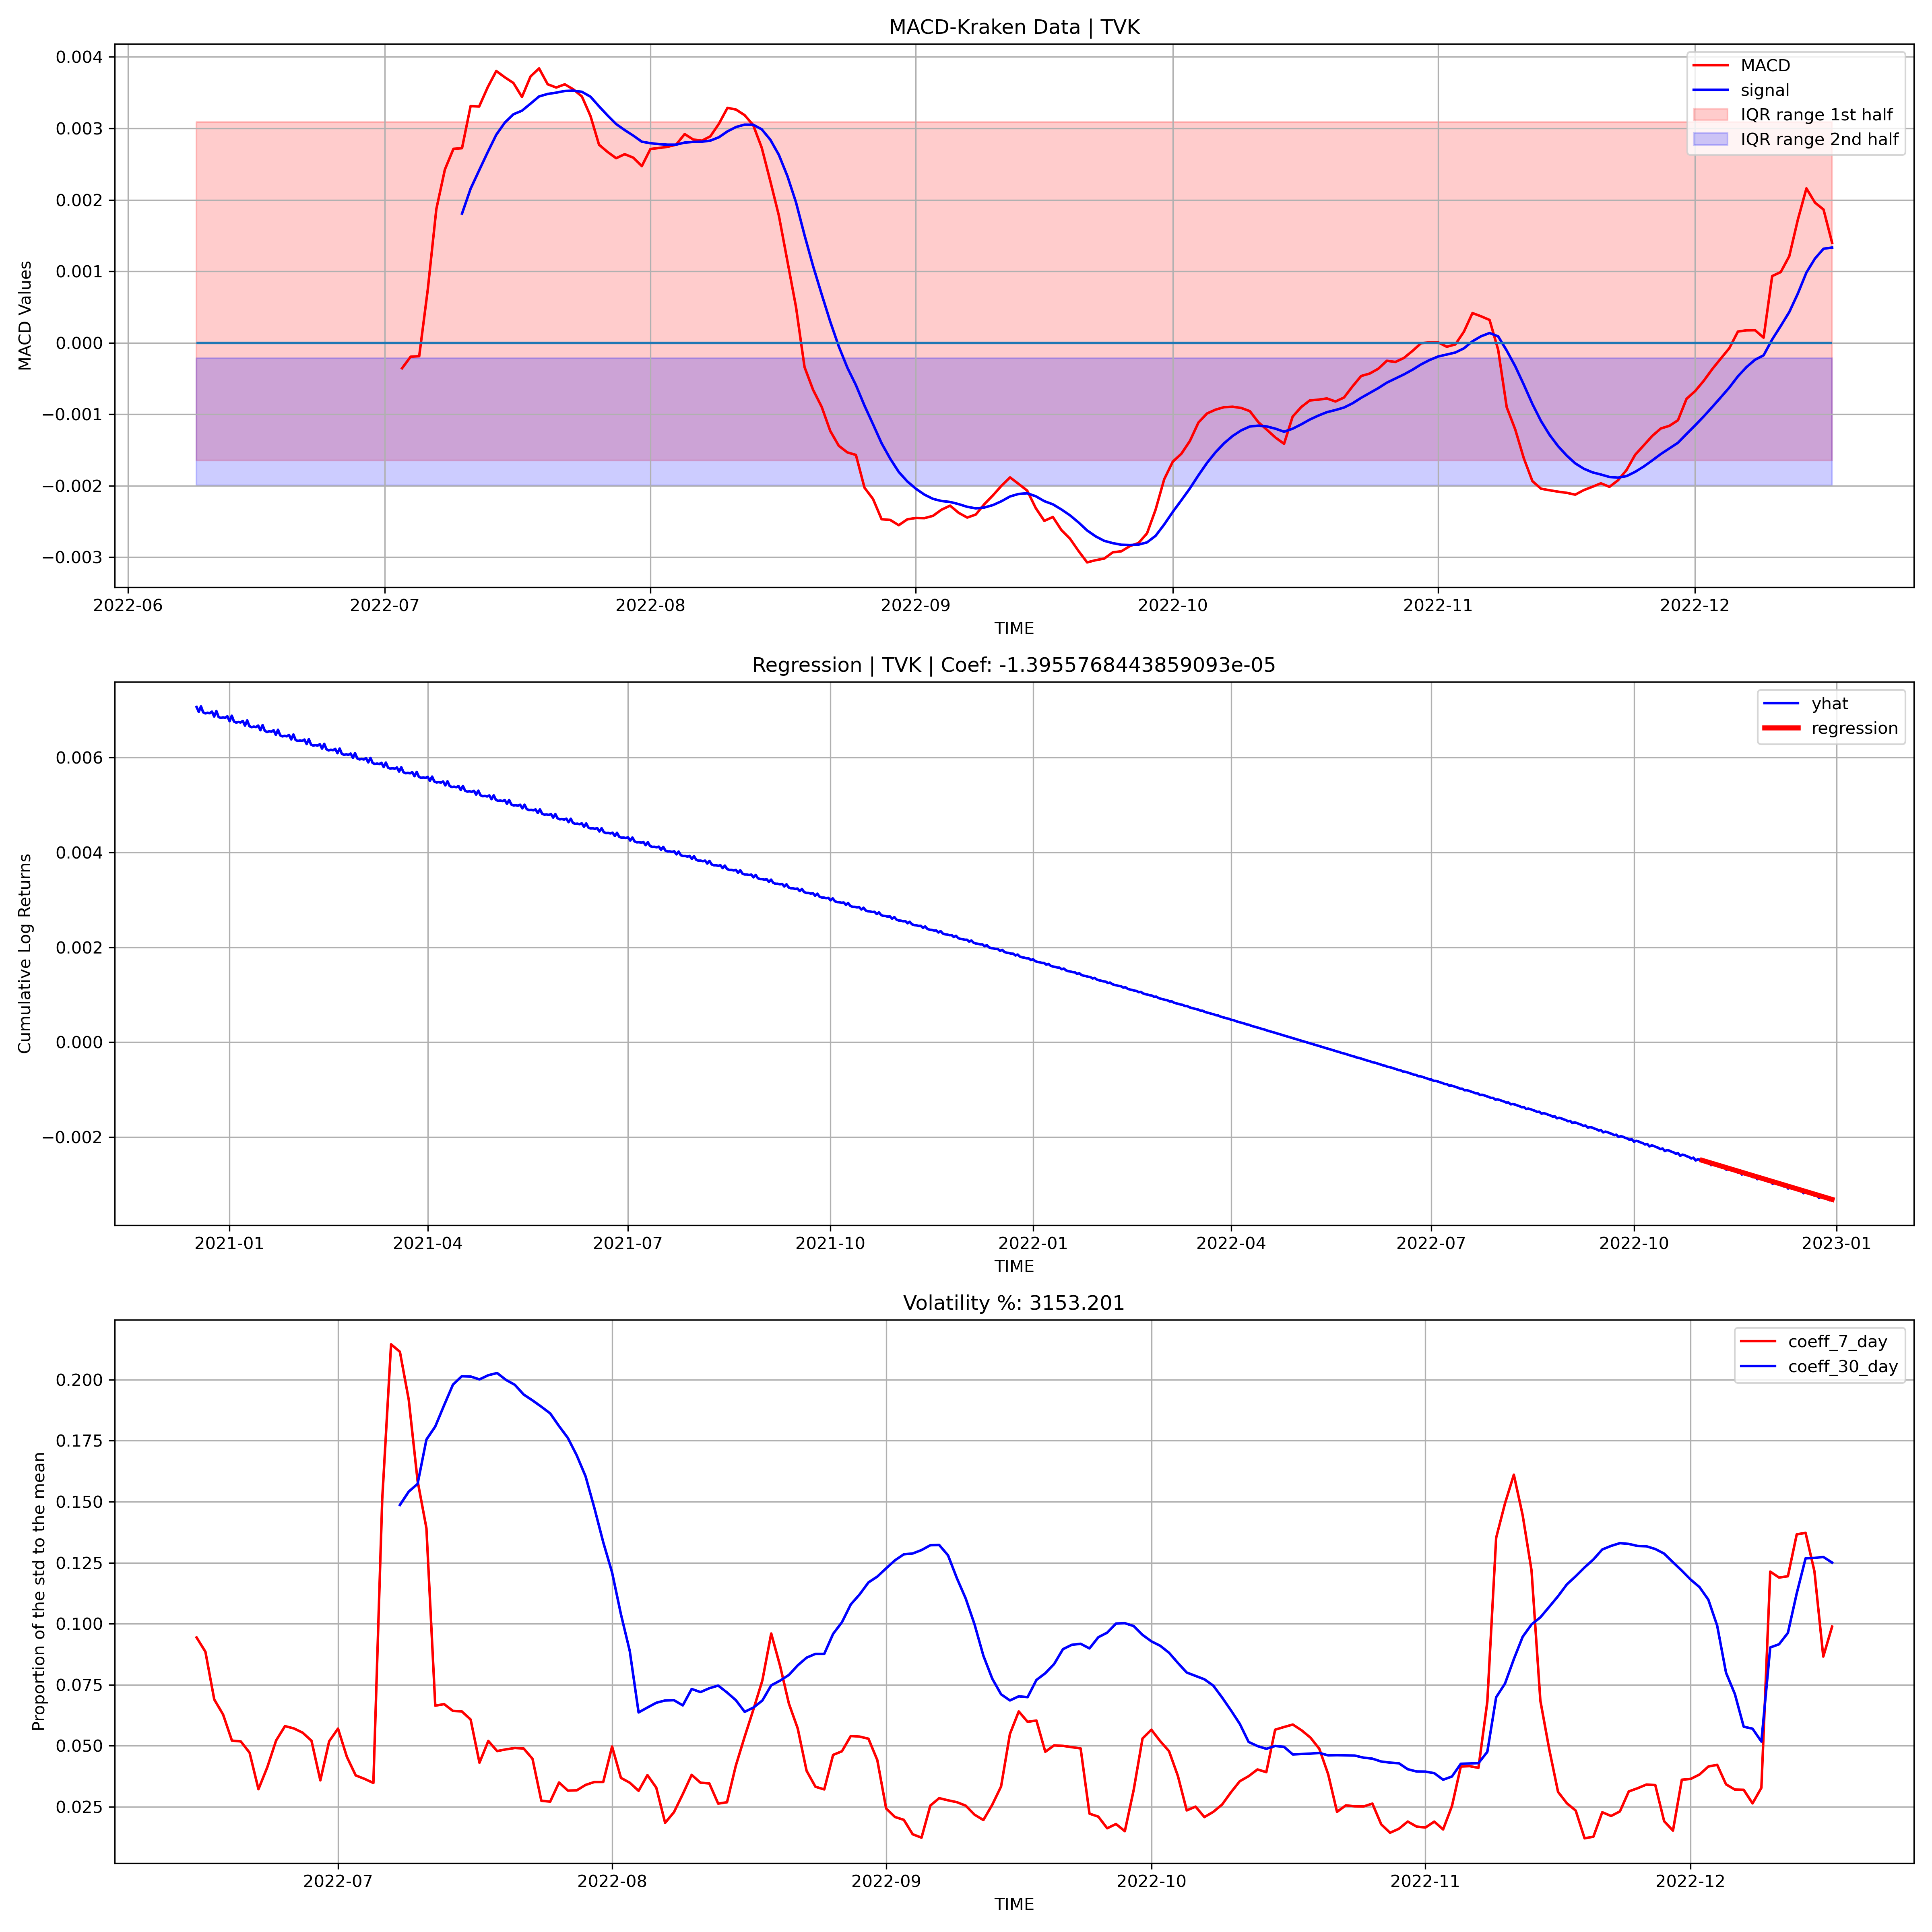 MACD-Kraken Data | TVK
MACD
signal
IQR range 1st half
IQR range 2nd half
MACD Values
0.004
0.003
0.002
0.001
0.000
−0.001
−0.002
−0.003
2022-06 2022-07 2022-08 2022-09 2022-10 2022-11 2022-12
TIME
Regression | TVK | Coef: -1.3955768443859093e-05
yhat
regression
Cumulative Log Returns
0.006
0.004
0.002
0.000
−0.002
2021-01 2021-04 2021-07 2021-10 2022-01 2022-04 2022-07 2022-10 2023-01
TIME
Volatility %: 3153.201
coeff_7_day
coeff_30_day
Proportion of the std to the mean
0.200
0.175
0.150
0.125
0.100
0.075
0.050
0.025
2022-07 2022-08 2022-09 2022-10 2022-11 2022-12
TIME